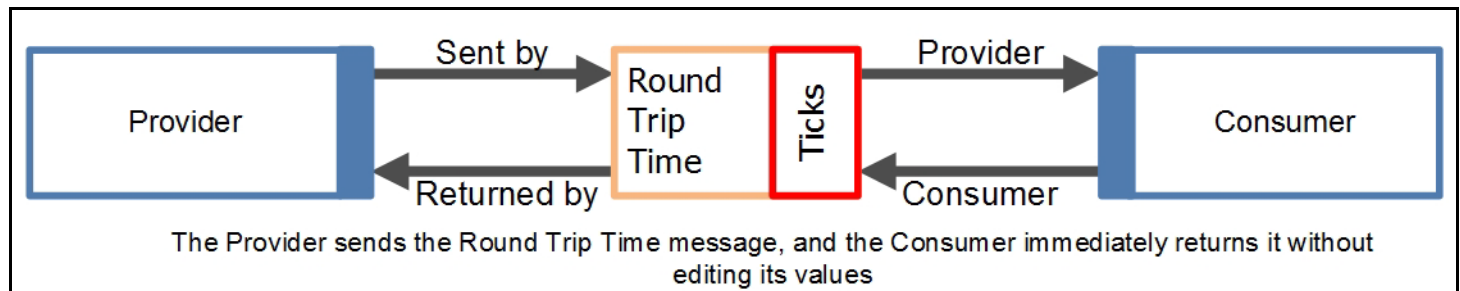 Sent by
Provider
Provider
Round
Trip
Time
Ticks
Consumer
Returned by
Consumer
The Provider sends the Round Trip Time message, and the Consumer immediately returns it without
editing its values